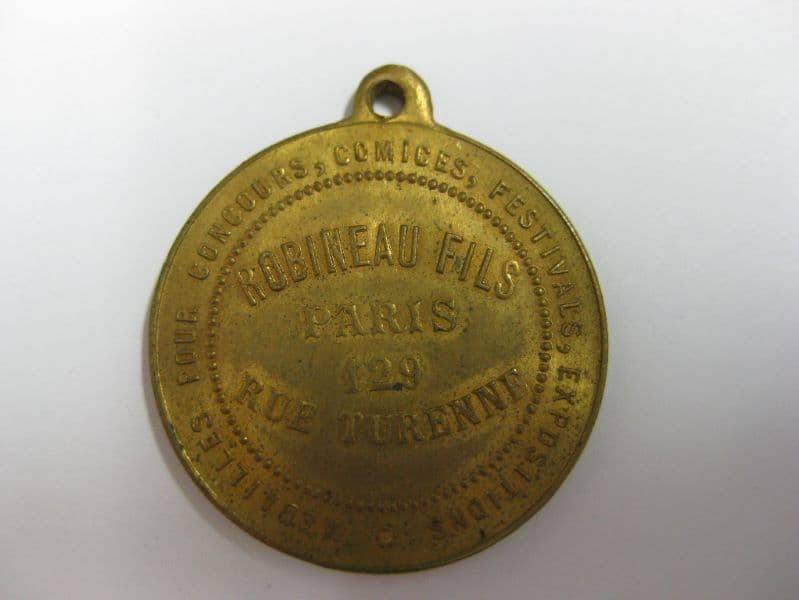 MEDAILLES POUR CONCOURS, COMICES, FESTIVALS, EXPOSITIONS
ROBINEAU FILS
PARIS
129
RUE TURENNE